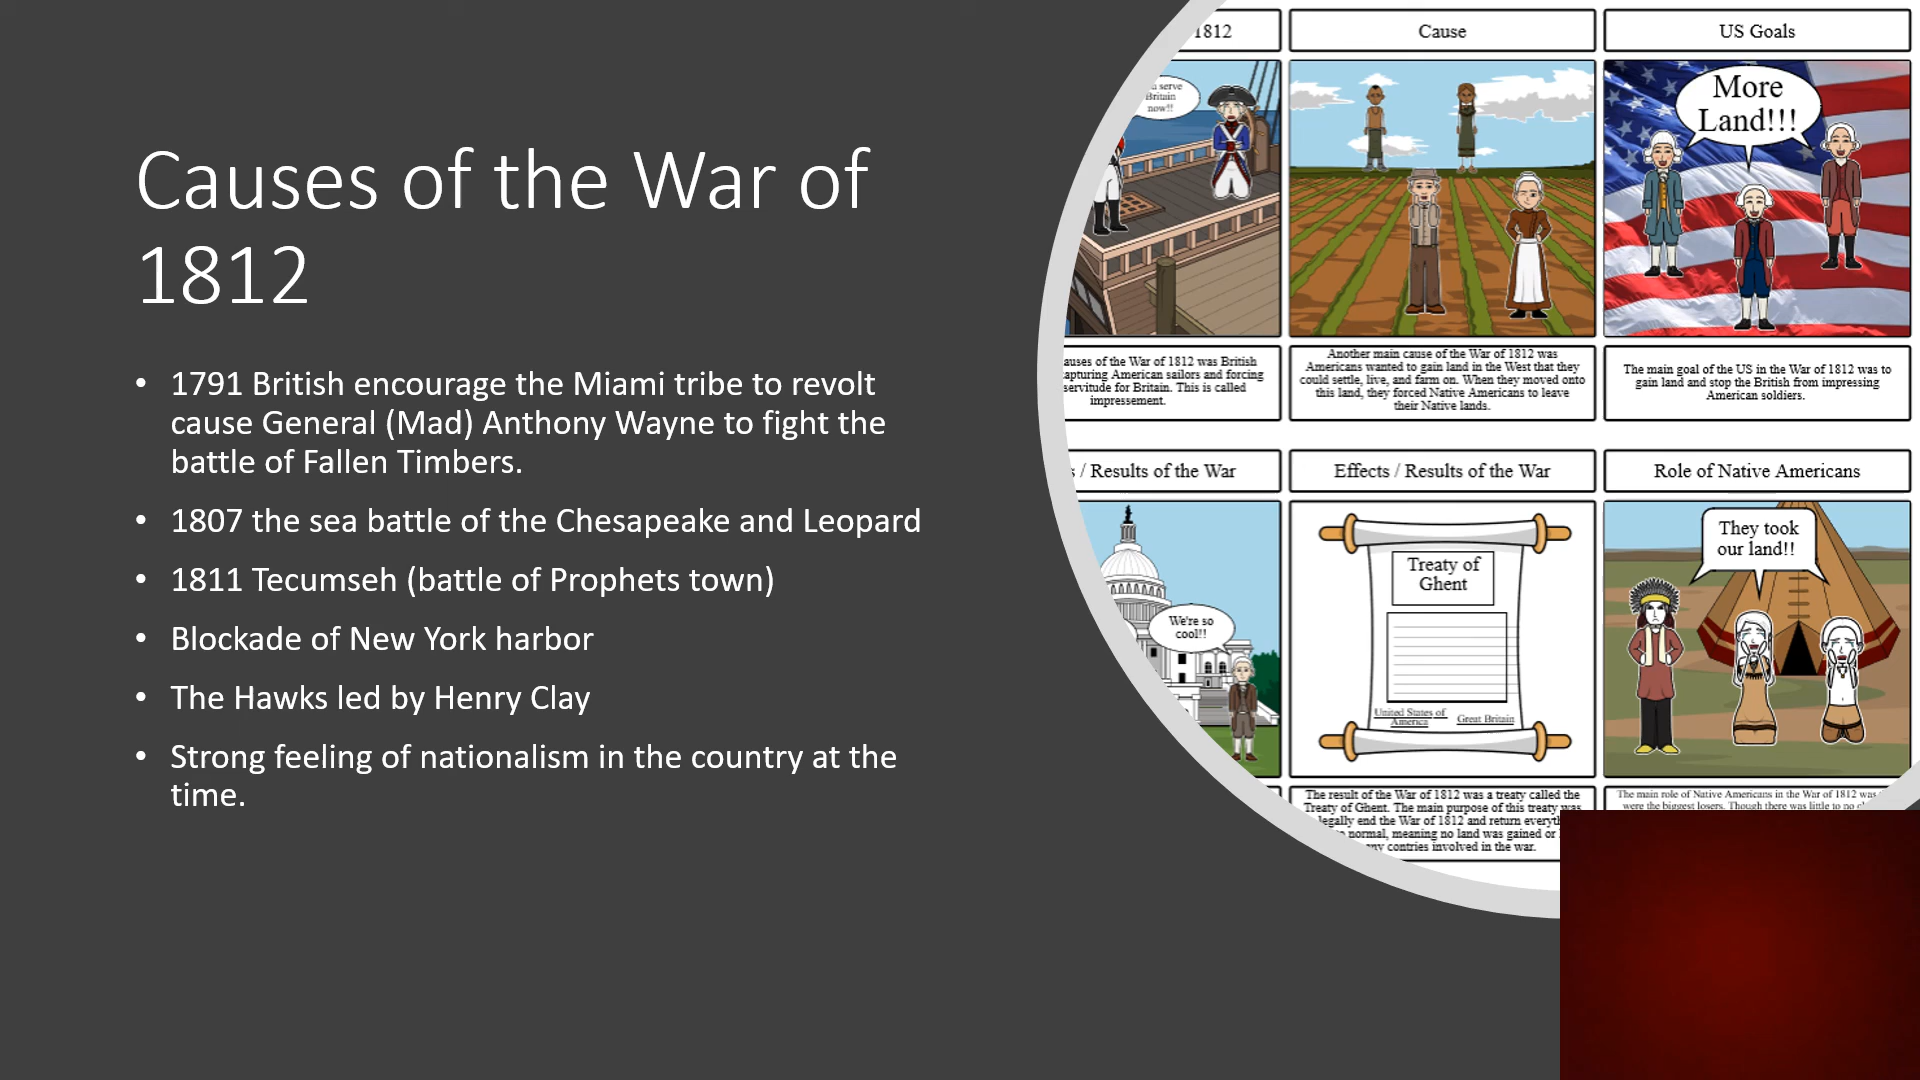 Causes of the War of
1812
• 1791 British encourage the Miami tribe to revolt
cause General (Mad) Anthony Wayne to fight the
battle of Fallen Timbers.
• 1807 the sea battle of the Chesapeake and Leopard
• 1811 Tecumseh (battle of Prophets town)
• Blockade of New York harbor
• The Hawks led by Henry Clay
• Strong feeling of nationalism in the country at the
time.
1812
Cause
US Goals
serve
Britain
now!!
More
Land!!!
auses of the War of 1812 was British
apturing American sailors and forcing
servitude for Britain. This is called
impressement.
Another main cause of the War of 1812 was
Americans wanted to gain land in the West that they
could settle, live, and farm on. When they moved onto
this land, they forced Native Americans to leave
their Native lands.
The main goal of the US in the War of 1812 was to
gain land and stop the British from impressing
American soldiers.
/ Results of the War
Effects / Results of the War
Role of Native Americans
We're so
cool!!
Treaty of
Ghent
United States of
America
Great Britain
They took
our land!!
The result of the War of 1812 was a treaty called the
Treaty of Ghent. The main purpose of this treaty was
legally end the War of 1812 and return everyth
normal, meaning no land was gained or
ny contries involved in the war.
The main role of Native Americans in the War of 1812 was
were the biggest losers. Though there was little to no